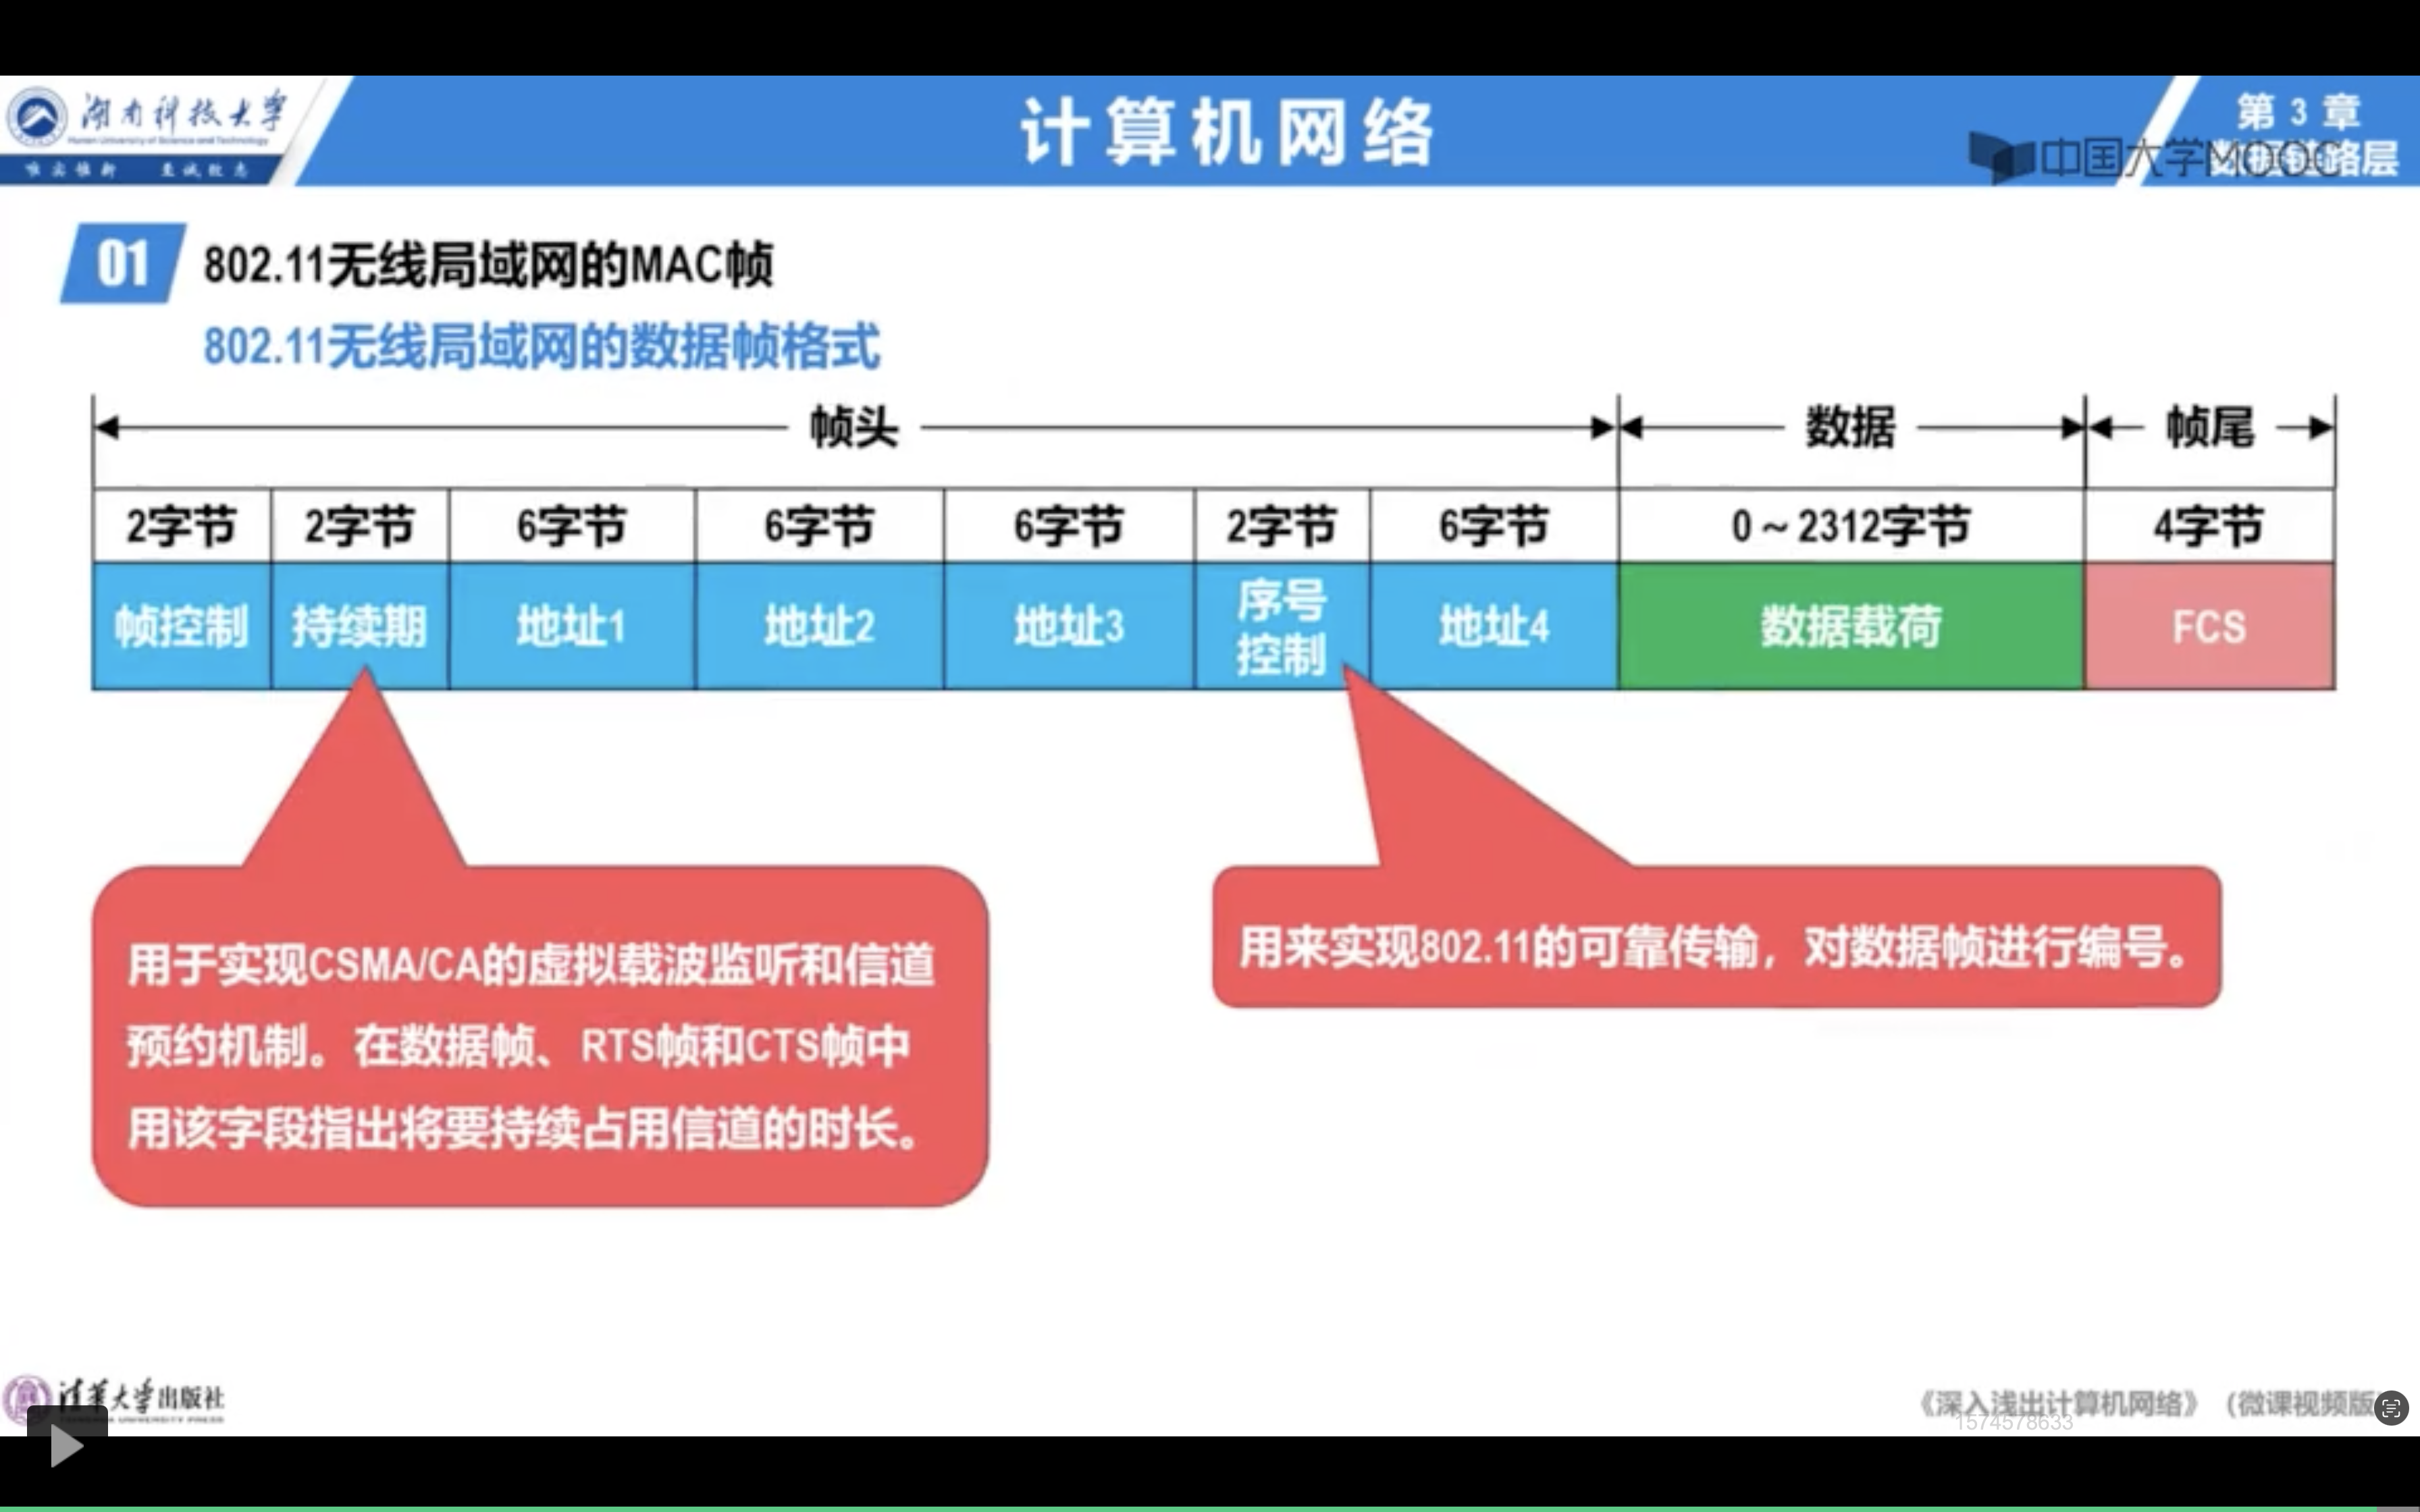 湖南科技大学
Hunan University of Science and Technology
唯实惟新 至诚致志
计算机网络
第 3 章
数据链路层
中国大学MOOC
01
802.11无线局域网的MAC帧
802.11无线局域网的数据帧格式
帧头 数据 帧尾
2字节 2字节 6字节 6字节 6字节 2字节 6字节 0～2312字节 4字节
帧控制 持续期 地址1 地址2 地址3 序号控制 地址4 数据载荷 FCS
用于实现CSMA/CA的虚拟载波监听和信道
预约机制。在数据帧、RTS帧和CTS帧中
用该字段指出将要持续占用信道的时长。
用来实现802.11的可靠传输，对数据帧进行编号。
清华大学出版社
TSINGHUA UNIVERSITY PRESS
《深入浅出计算机网络》（微课视频版
1574578633